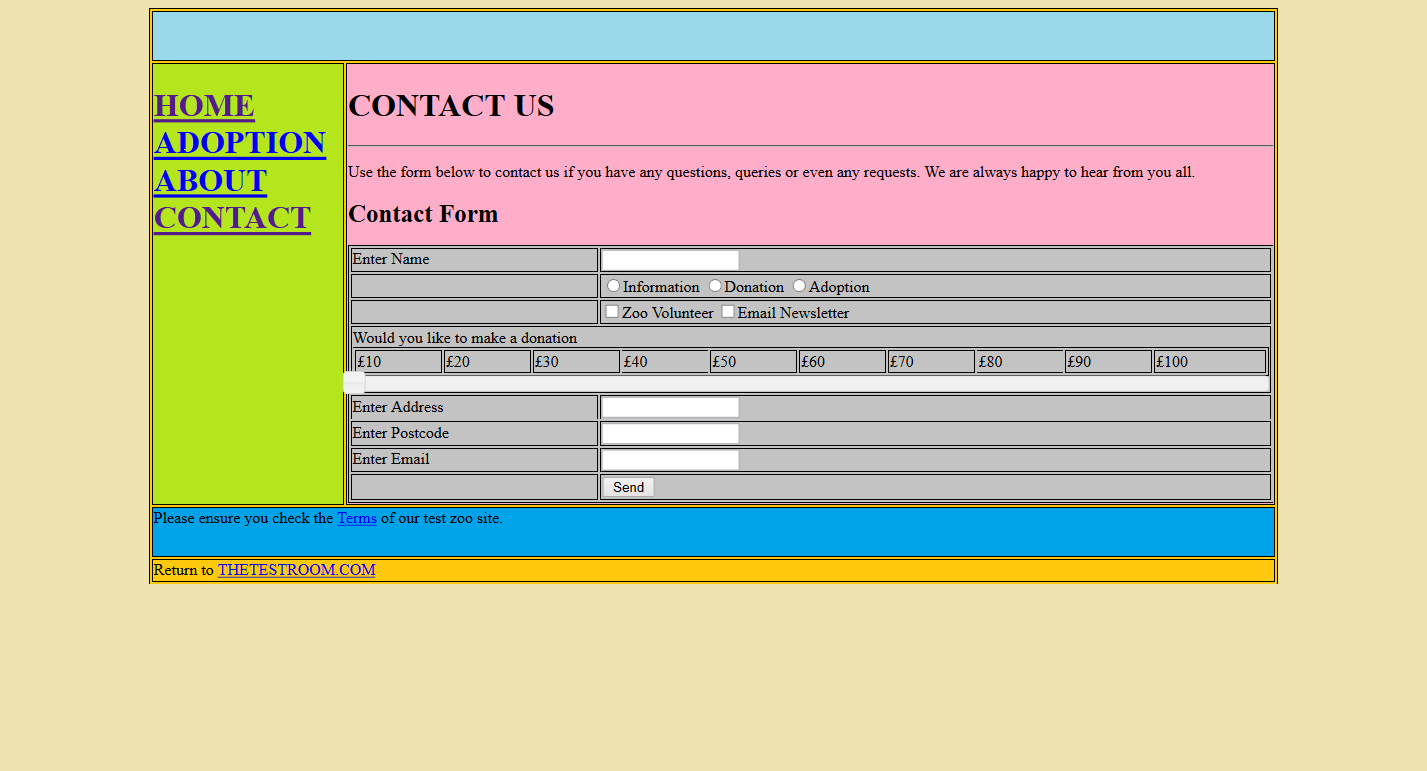 HOME
ADOPTION
ABOUT
CONTACT
CONTACT US
Use the form below to contact us if you have any questions, queries or even any requests. We are always happy to hear from you all.
Contact Form
Enter Name
Information Donation Adoption
Zoo Volunteer Email Newsletter
Would you like to make a donation
£10 £20 £30 £40 £50 £60 £70 £80 £90 £100
Enter Address
Enter Postcode
Enter Email
Send
Please ensure you check the Terms of our test zoo site.
Return to THETESTROOM.COM